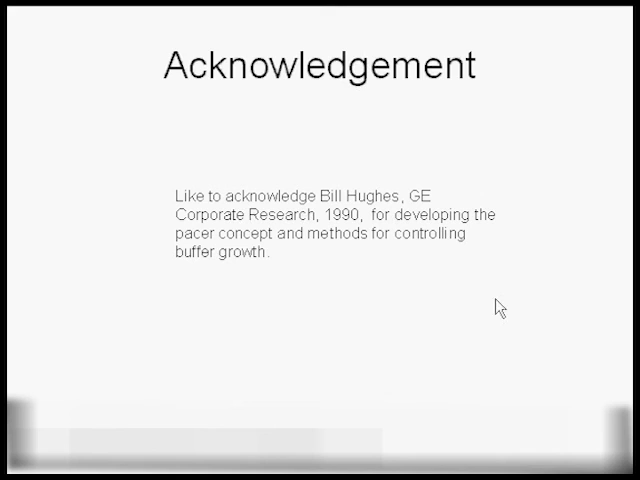 Acknowledgement
Like to acknowledge Bill Hughes, GE
Corporate Research, 1990,  for developing the
pacer concept and methods for controlling
buffer growth.